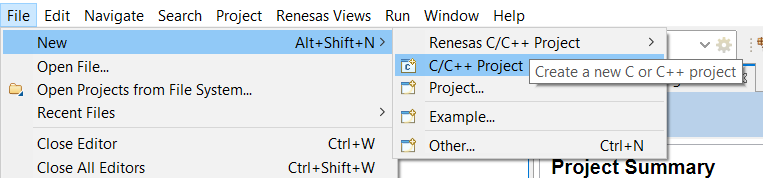 File Edit Navigate Search Project Renesas Views Run Window Help
New Alt+Shift+N >
Open File...
Open Projects from File System...
Recent Files >
Close Editor Ctrl+W
Close All Editors Ctrl+Shift+W
Renesas C/C++ Project >
C/C++ Project
Create a new C or C++ project
Project...
Example...
Other... Ctrl+N
Project Summary